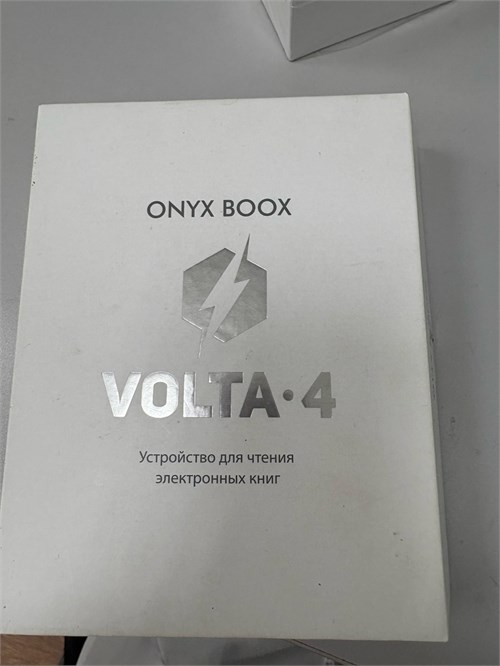 ONYX BOOX
VOLTA·4
Устройство для чтения
электронных книг